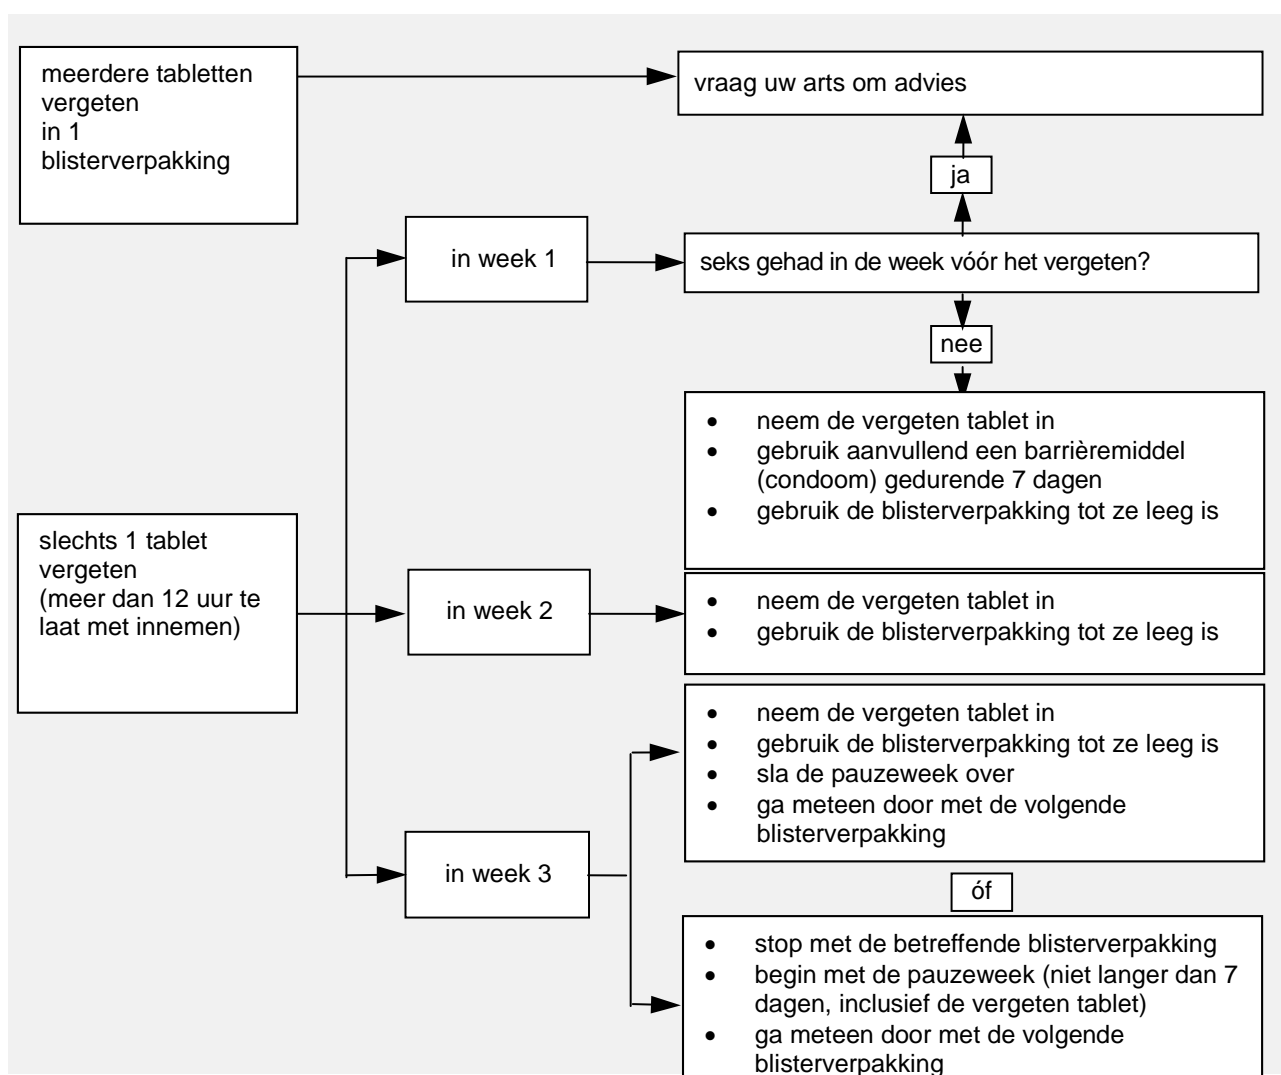 meerdere tabletten
vergeten
in 1
blisterverpakking
vraag uw arts om advies
ja
in week 1
seks gehad in de week vóór het vergeten?
nee
• neem de vergeten tablet in
• gebruik aanvullend een barrièremiddel
(condoom) gedurende 7 dagen
• gebruik de blisterverpakking tot ze leeg is
slechts 1 tablet
vergeten
(meer dan 12 uur te
laat met innemen)
in week 2
• neem de vergeten tablet in
• gebruik de blisterverpakking tot ze leeg is
in week 3
• neem de vergeten tablet in
• gebruik de blisterverpakking tot ze leeg is
• sla de pauzeweek over
• ga meteen door met de volgende
blisterverpakking
óf
• stop met de betreffende blisterverpakking
• begin met de pauzeweek (niet langer dan 7
dagen, inclusief de vergeten tablet)
• ga meteen door met de volgende
blisterverpakking